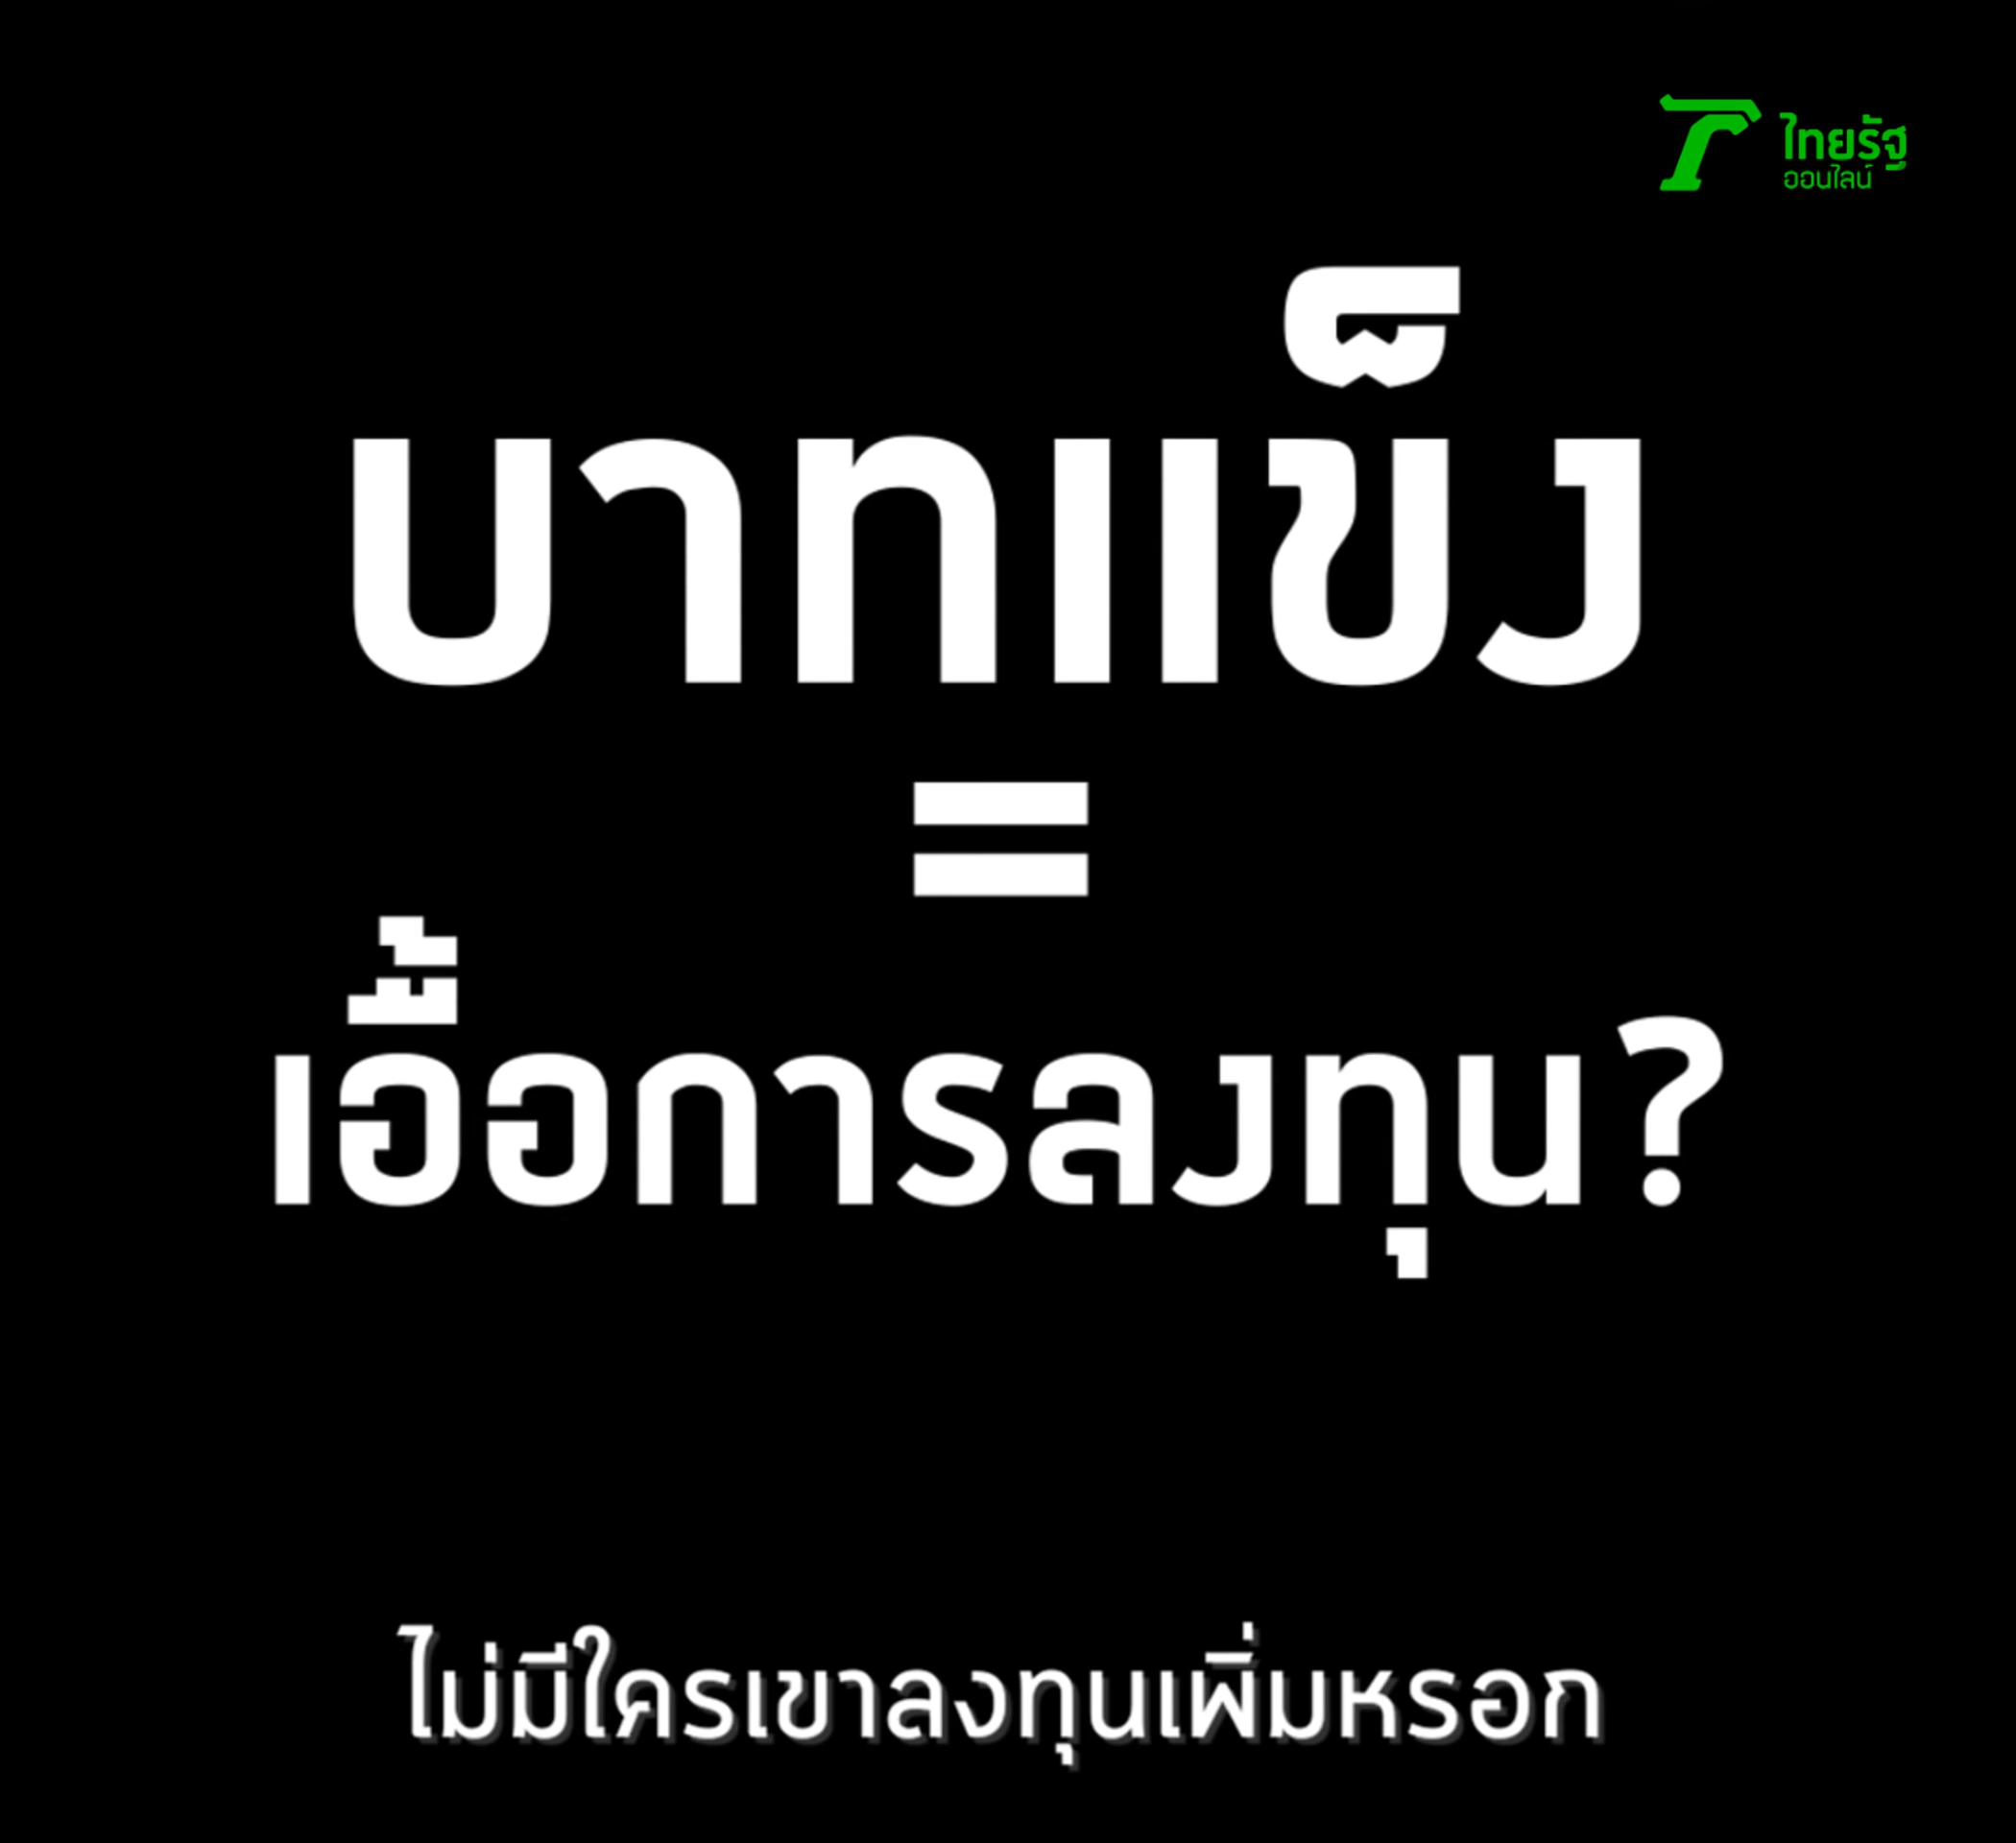 ไทยรัฐ
ออนไลน์
บาทแข็ง
=
เอื้อการลงทุน?
ไม่มีใครเขาลงทุนเพิ่มหรอก